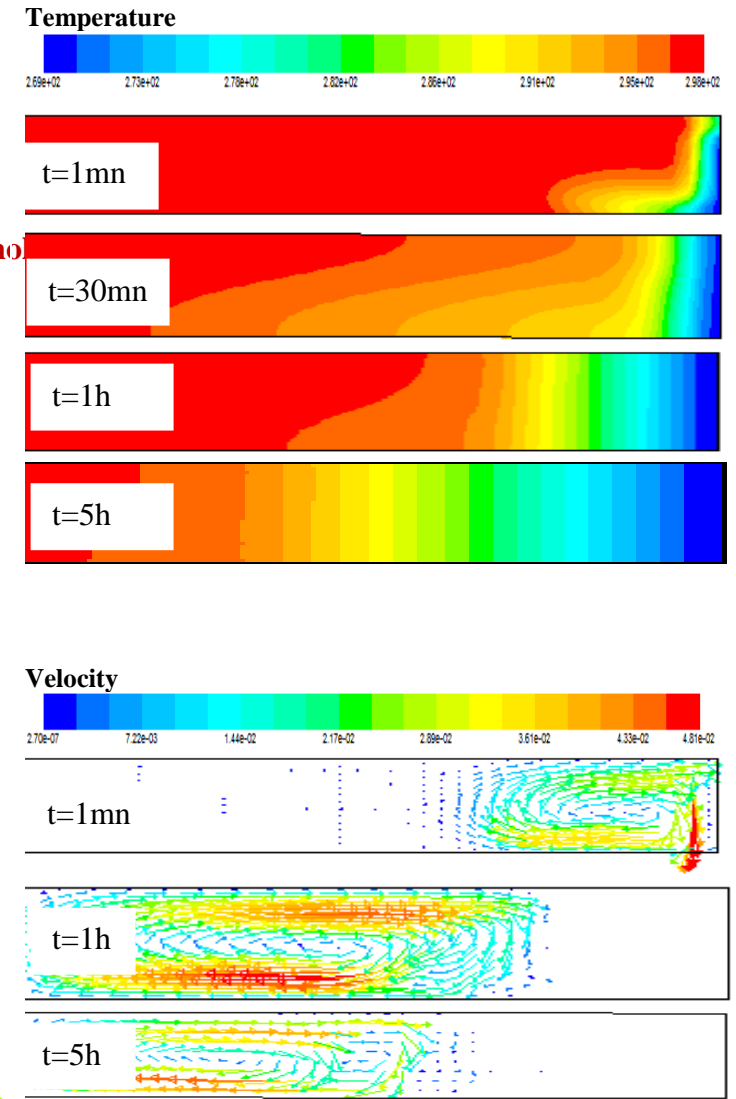 Temperature
2.69e+02 2.73e+02 2.78e+02 2.82e+02 2.86e+02 2.91e+02 2.95e+02 2.98e+02
t=1mn
t=30mn
t=1h
t=5h
Velocity
2.70e-07 7.22e-03 1.44e-02 2.17e-02 2.89e-02 3.61e-02 4.33e-02 4.81e-02
t=1mn
t=1h
t=5h